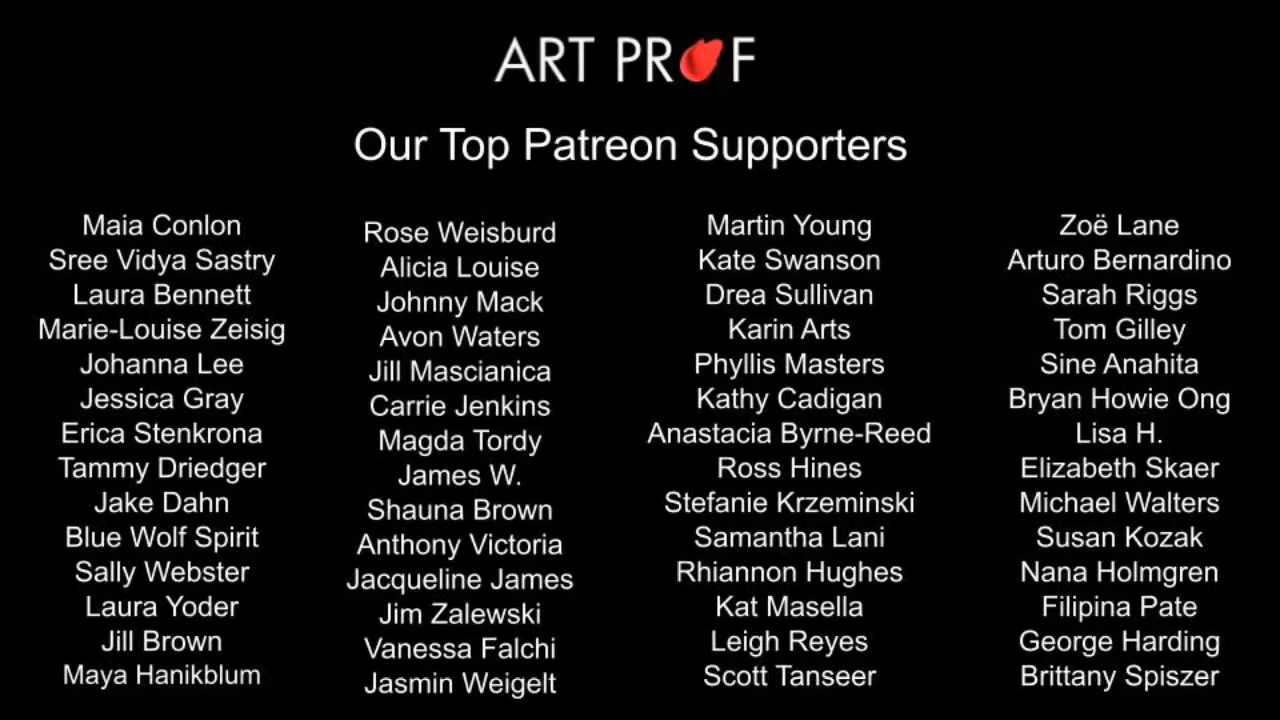 ART PROF
Our Top Patreon Supporters
Maia Conlon
Sree Vidya Sastry
Laura Bennett
Marie-Louise Zeisig
Johanna Lee
Jessica Gray
Erica Stenkrona
Tammy Driedger
Jake Dahn
Blue Wolf Spirit
Sally Webster
Laura Yoder
Jill Brown
Maya Hanikblum
Rose Weisburd
Alicia Louise
Johnny Mack
Avon Waters
Jill Mascianica
Carrie Jenkins
Magda Tordy
James W.
Shauna Brown
Anthony Victoria
Jacqueline James
Jim Zalewski
Vanessa Falchi
Jasmin Weigelt
Martin Young
Kate Swanson
Drea Sullivan
Karin Arts
Phyllis Masters
Kathy Cadigan
Anastacia Byrne-Reed
Ross Hines
Stefanie Krzeminski
Samantha Lani
Rhiannon Hughes
Kat Masella
Leigh Reyes
Scott Tanseer
Zoë Lane
Arturo Bernardino
Sarah Riggs
Tom Gilley
Sine Anahita
Bryan Howie Ong
Lisa H.
Elizabeth Skaer
Michael Walters
Susan Kozak
Nana Holmgren
Filipina Pate
George Harding
Brittany Spiszer